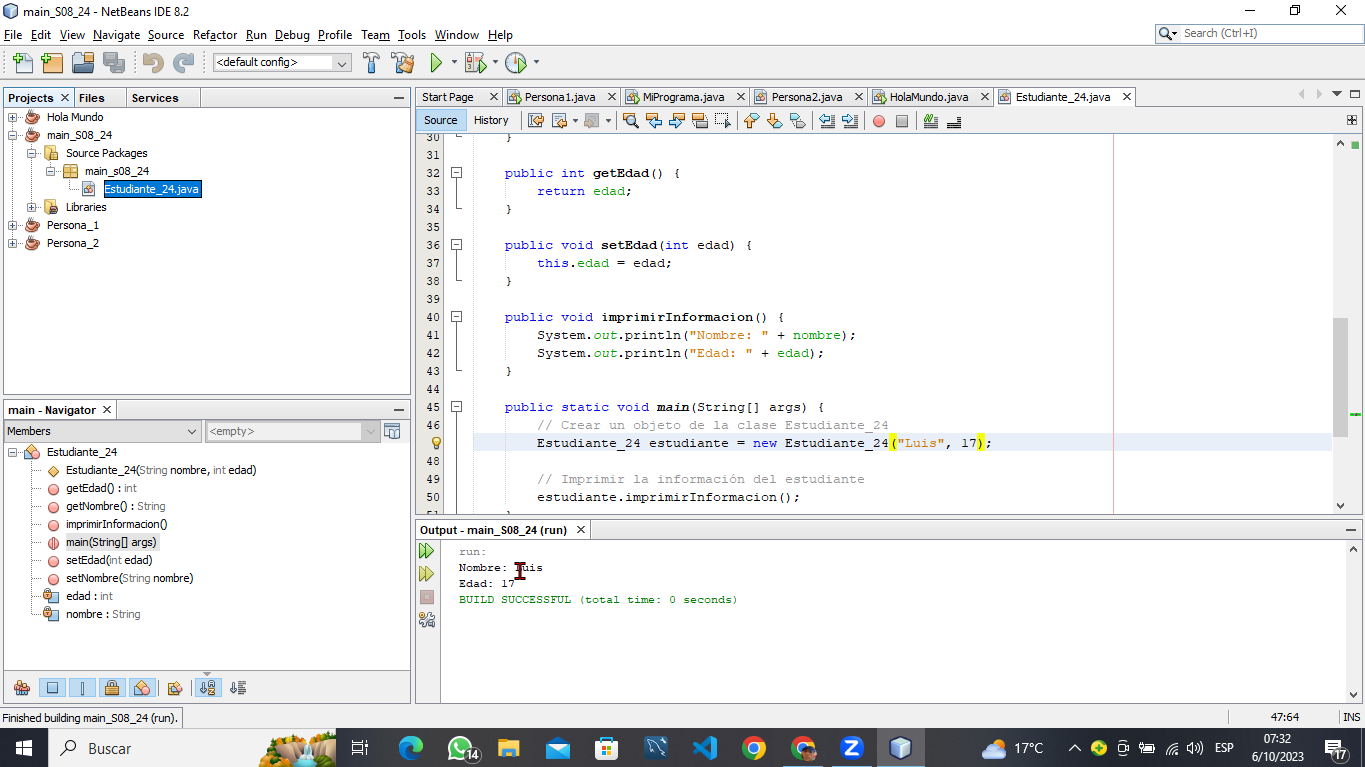 main_S08_24 - NetBeans IDE 8.2
File Edit View Navigate Source Refactor Run Debug Profile Team Tools Window Help
Search (Ctrl+I)
<default config>
Projects Files Services
Hola Mundo
main_S08_24
Source Packages
main_s08_24
Estudiante_24.java
Libraries
Persona_1
Persona_2
main - Navigator
Members <empty>
Estudiante_24
Estudiante_24(String nombre, int edad)
getEdad() : int
getNombre() : String
imprimirInformacion()
main(String[] args)
setEdad(int edad)
setNombre(String nombre)
edad : int
nombre : String
Start Page Persona1.java MiPrograma.java Persona2.java HolaMundo.java Estudiante_24.java
Source History
30 }
31
32 public int getEdad() {
33 return edad;
34 }
35
36 public void setEdad(int edad) {
37 this.edad = edad;
38 }
39
40 public void imprimirInformacion() {
41 System.out.println("Nombre: " + nombre);
42 System.out.println("Edad: " + edad);
43 }
44
45 public static void main(String[] args) {
46 // Crear un objeto de la clase Estudiante_24
Estudiante_24 estudiante = new Estudiante_24("Luis", 17);
48
49 // Imprimir la información del estudiante
50 estudiante.imprimirInformacion();
51 }
Output - main_S08_24 (run)
run:
Nombre: Luis
Edad: 17
BUILD SUCCESSFUL (total time: 0 seconds)
Finished building main_S08_24 (run).
47:64 INS
Buscar
14
17°C
ESP
07:32
6/10/2023
17